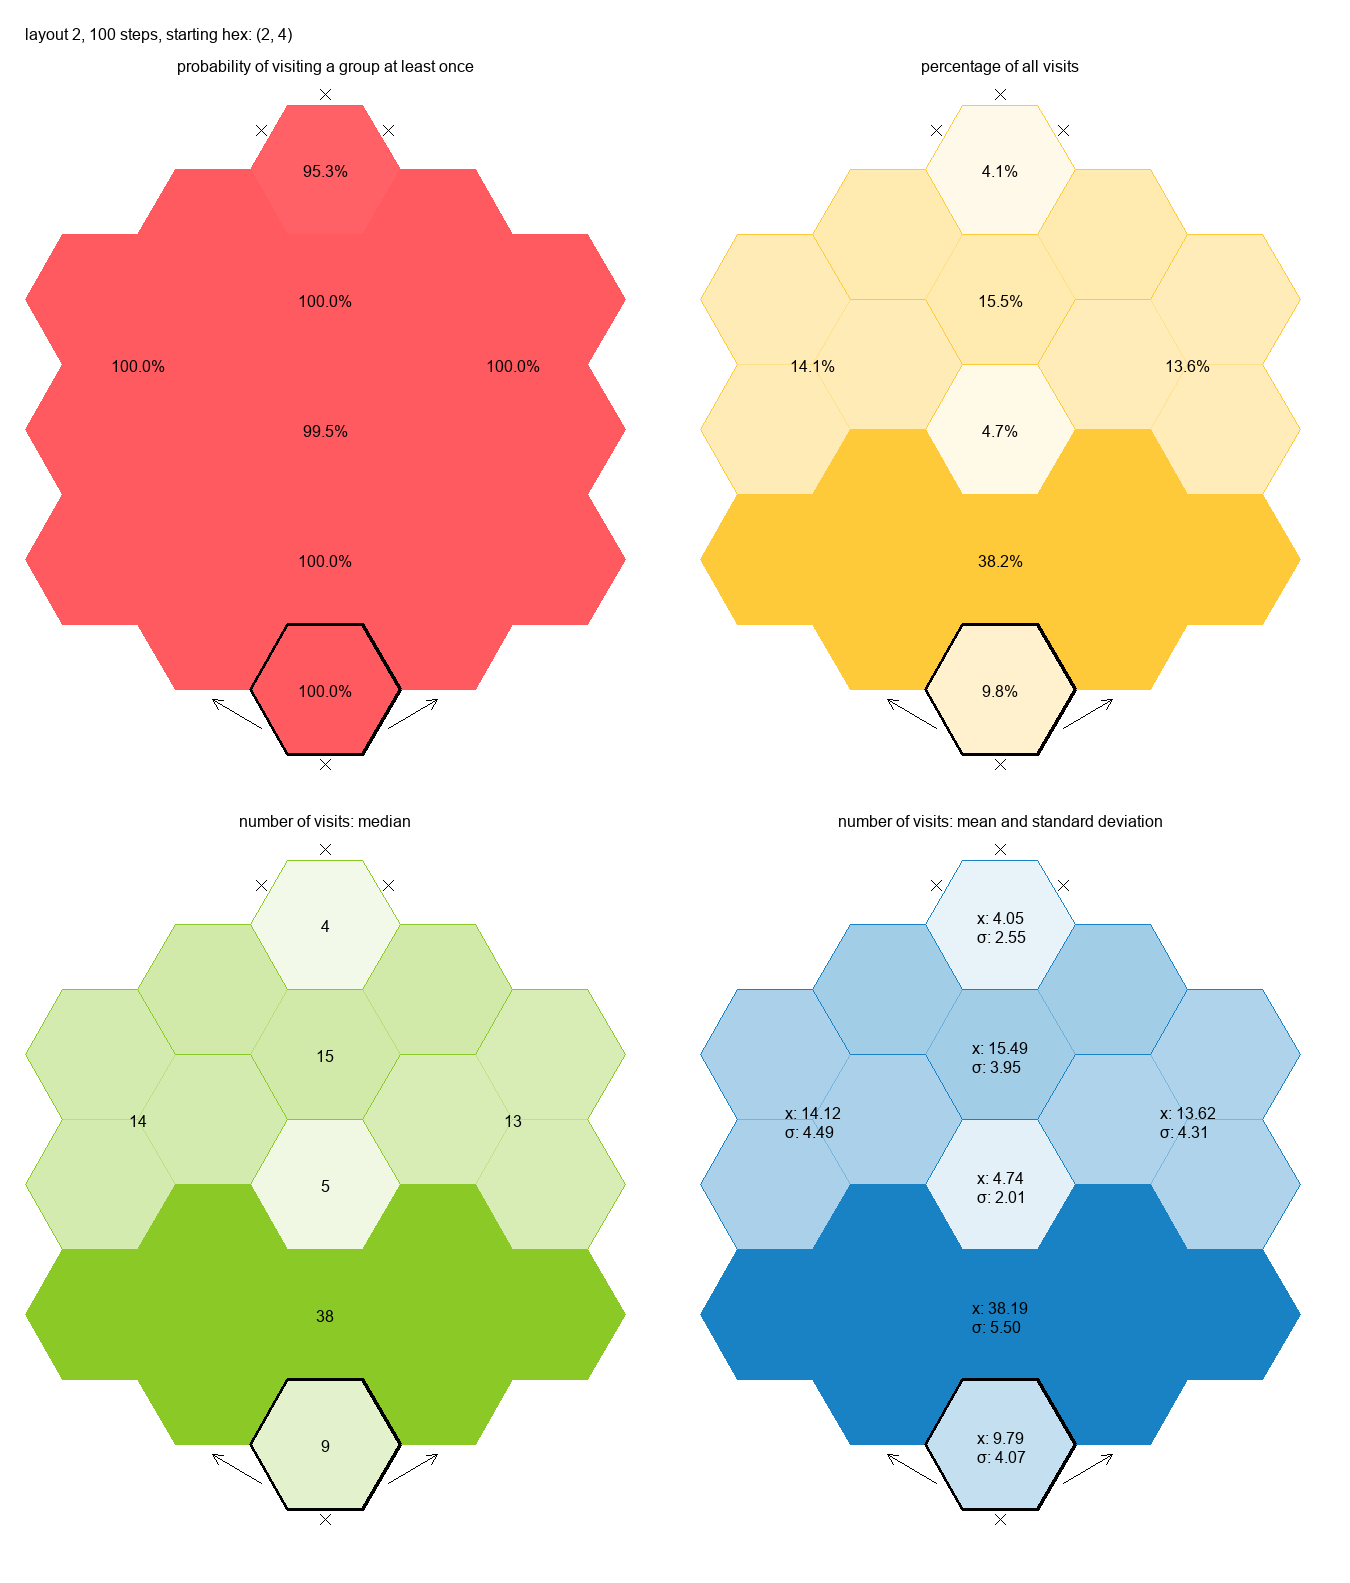 layout 2, 100 steps, starting hex: (2, 4)
probability of visiting a group at least once
95.3%
100.0%
100.0%
100.0%
99.5%
100.0%
100.0%
percentage of all visits
4.1%
15.5%
14.1%
13.6%
4.7%
38.2%
9.8%
number of visits: median
4
15
14
13
5
38
9
number of visits: mean and standard deviation
x: 4.05
σ: 2.55
x: 15.49
σ: 3.95
x: 14.12
σ: 4.49
x: 13.62
σ: 4.31
x: 4.74
σ: 2.01
x: 38.19
σ: 5.50
x: 9.79
σ: 4.07